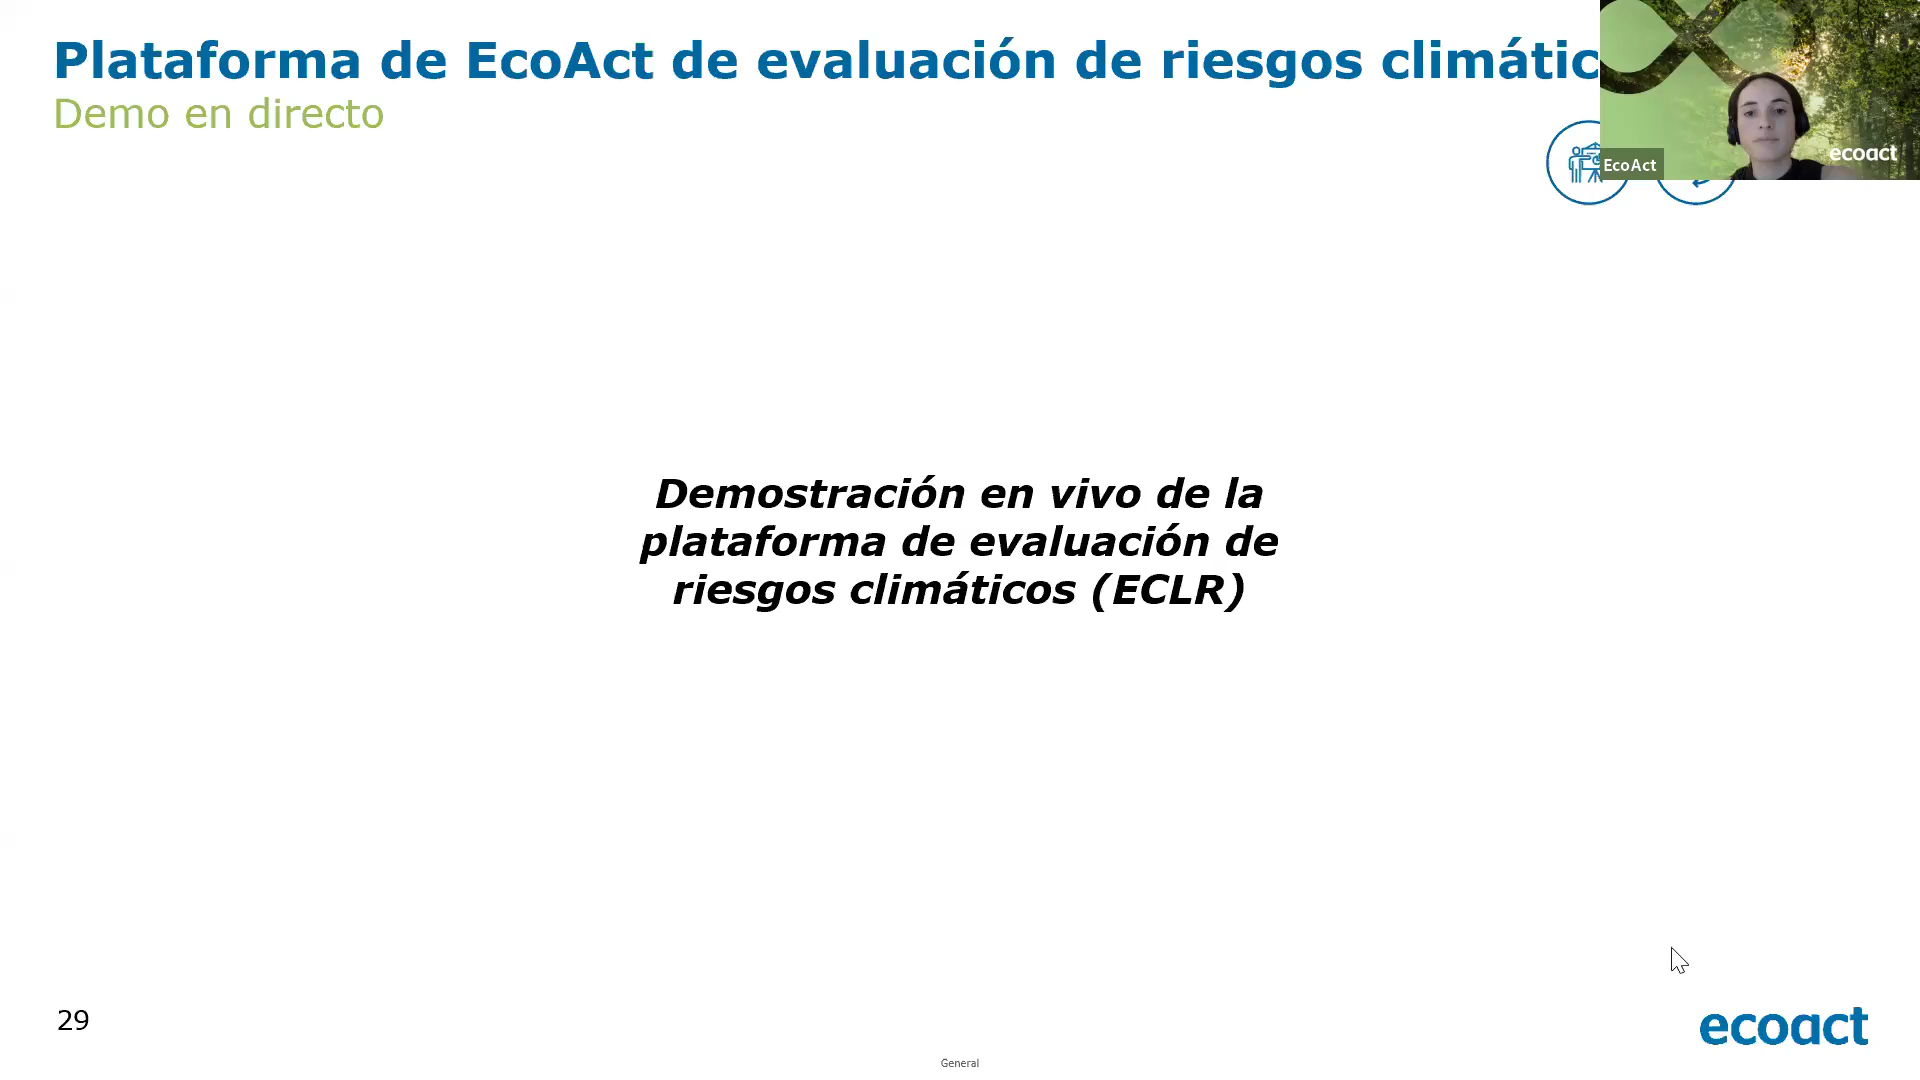 Plataforma de EcoAct de evaluación de riesgos climátic
Demo en directo
EcoAct
ecoact
Demostración en vivo de la
plataforma de evaluación de
riesgos climáticos (ECLR)
29
ecoact
General